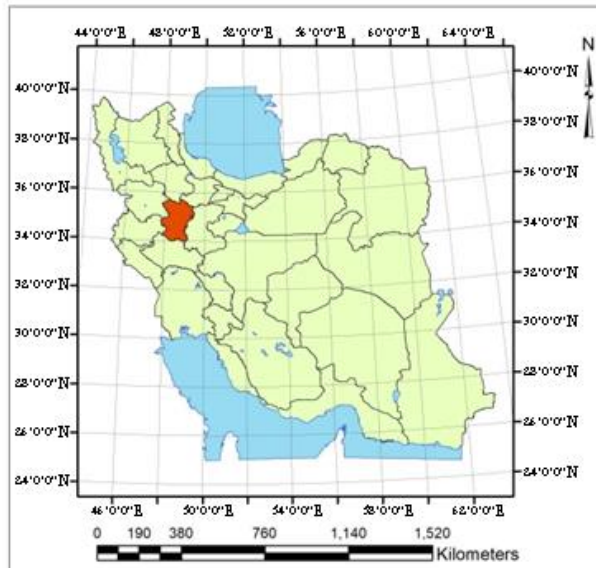 44°0'0"E 48°0'0"E 52°0'0"E 56°0'0"E 60°0'0"E 64°0'0"E
N
40°0'0"N 40°0'0"N
38°0'0"N 38°0'0"N
36°0'0"N 36°0'0"N
34°0'0"N 34°0'0"N
32°0'0"N 32°0'0"N
30°0'0"N 30°0'0"N
28°0'0"N 28°0'0"N
26°0'0"N 26°0'0"N
24°0'0"N 24°0'0"N
46°0'0"E 50°0'0"E 54°0'0"E 58°0'0"E 62°0'0"E
0 190 380 760 1,140 1,520
Kilometers